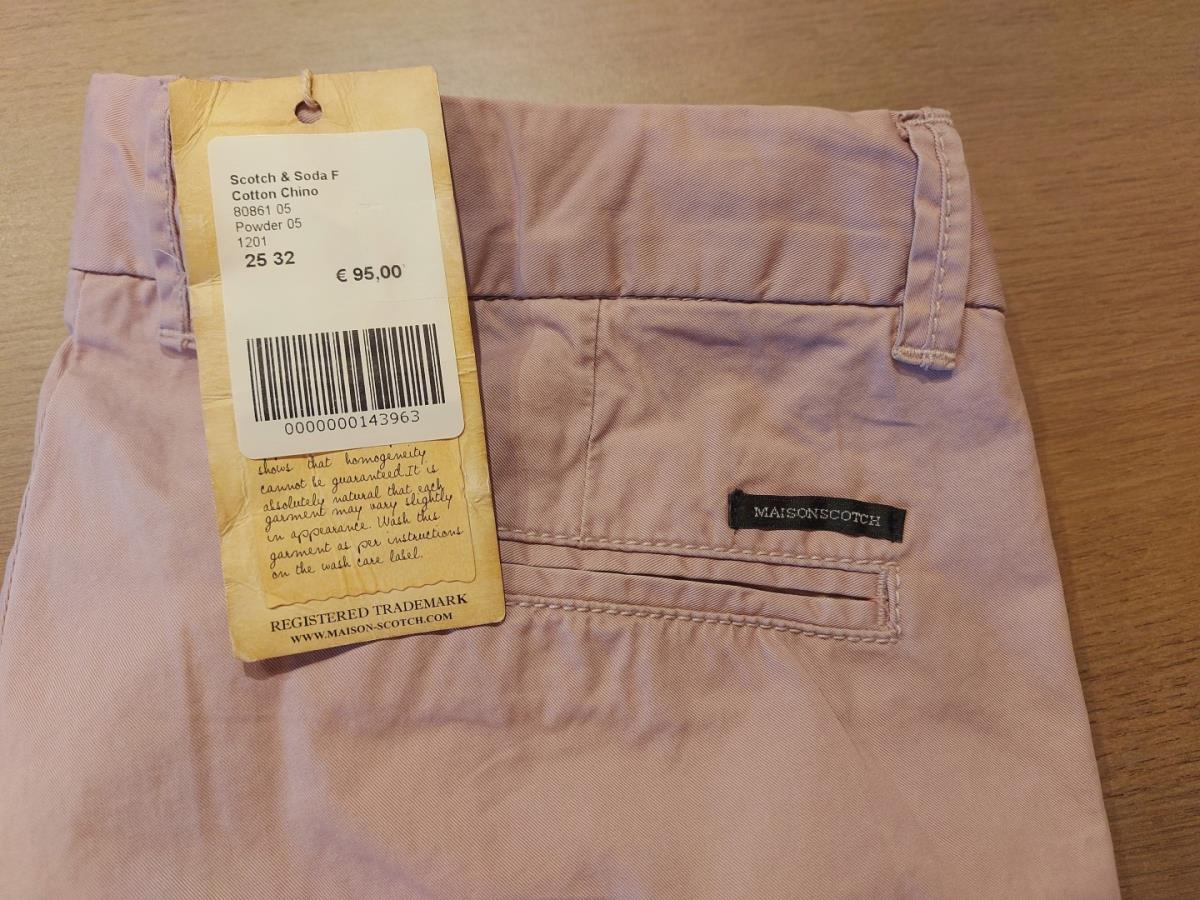 Scotch & Soda F
Cotton Chino
80861 05
Powder 05
1201
25 32
€ 95,00
0000000143963
shows that homogeneity
cannot be guaranteed.It is
absolutely natural that each
garment may vary slightly
in appearance. Wash this
garment as per instructions
on the wash care label.
REGISTERED TRADEMARK
WWW.MAISON-SCOTCH.COM
MAISONSCOTCH